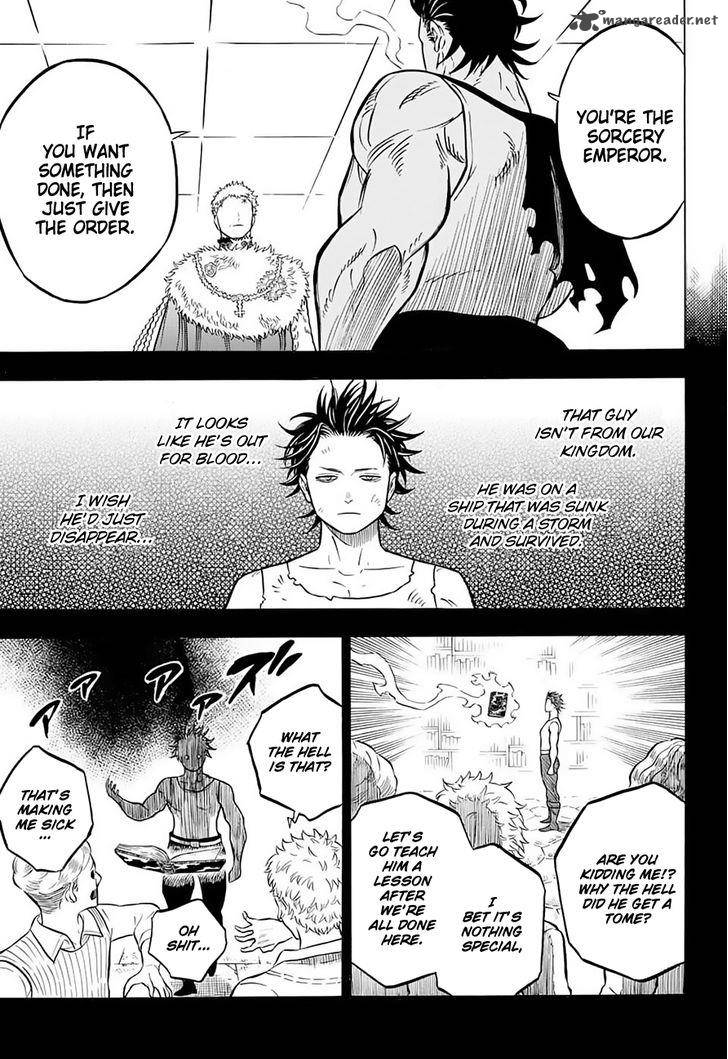 mangareader.net
YOU'RE THE
SORCERY
EMPEROR.
IF
YOU WANT
SOMETHING
DONE, THEN
JUST GIVE
THE ORDER.
THAT GUY
ISN'T FROM OUR
KINGDOM.
HE WAS ON A
SHIP THAT WAS SUNK
DURING A STORM
AND SURVIVED.
IT LOOKS
LIKE HE'S OUT
FOR BLOOD...
I WISH
HE'D JUST
DISAPPEAR...
ARE YOU
KIDDING ME!?
WHY THE HELL
DID HE GET A
TOME?
I
BET IT'S
NOTHING
SPECIAL,
LET'S
GO TEACH
HIM A
LESSON
AFTER
WE'RE
ALL DONE
HERE.
ズ
ァ
ァ
ァ
WHAT
THE HELL
IS THAT?
THAT'S
MAKING
ME SICK
...
OH
SHIT...